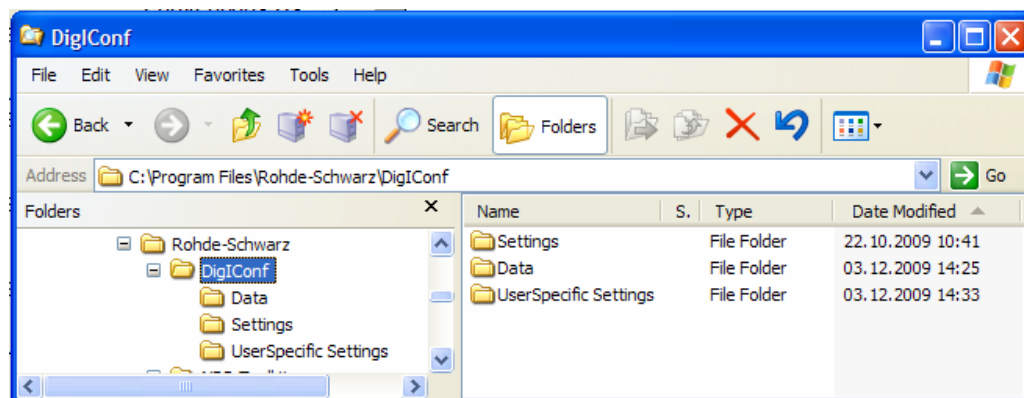 DigIConf
File Edit View Favorites Tools Help
Back Search Folders
Address C:\Program Files\Rohde-Schwarz\DigIConf Go
Folders x Name S. Type Date Modified
Rohde-Schwarz Settings File Folder 22.10.2009 10:41
DigIConf Data File Folder 03.12.2009 14:25
Data UserSpecific Settings File Folder 03.12.2009 14:33
Settings
UserSpecific Settings